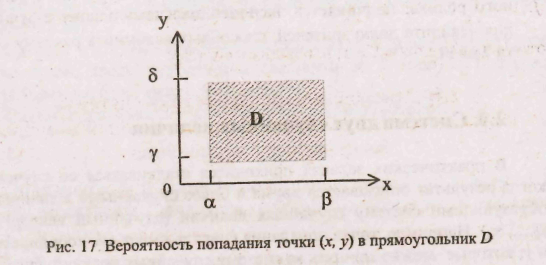 y
δ
D
γ
0
α
β
x
Рис. 17 Вероятность попадания точки (x, y) в прямоугольник D